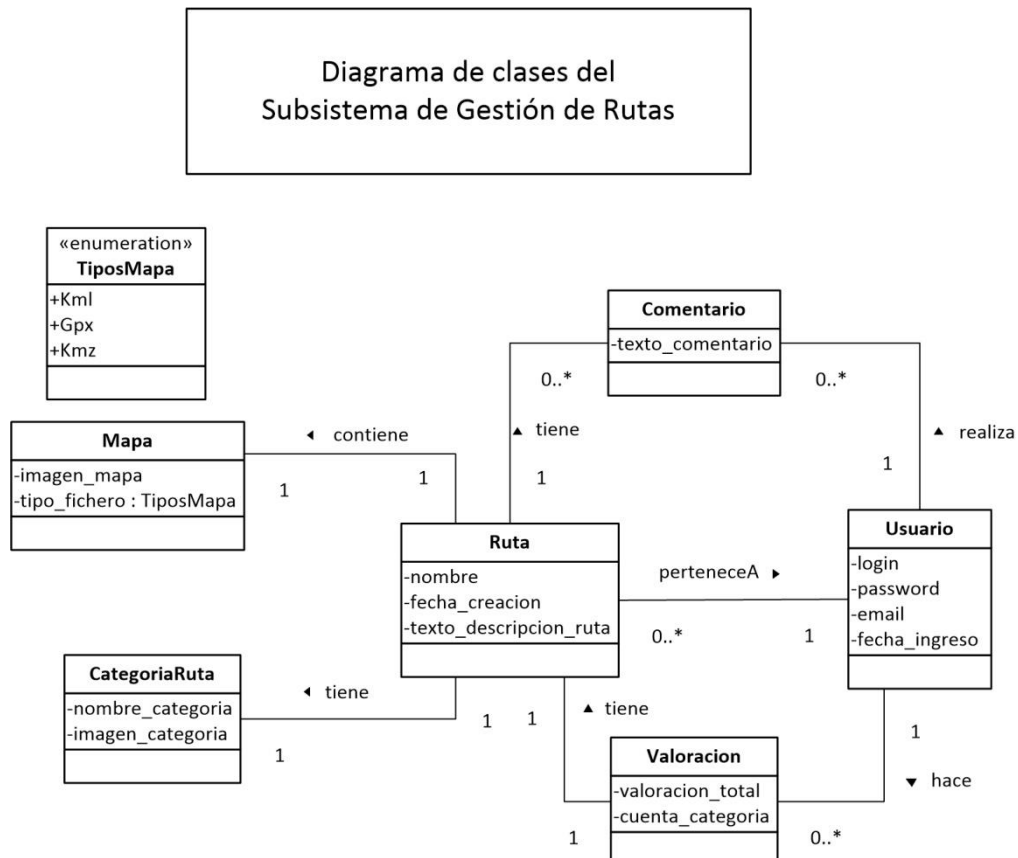 Diagrama de clases del
Subsistema de Gestión de Rutas
«enumeration»
TiposMapa
+Kml
+Gpx
+Kmz
Comentario
-texto_comentario
0..*
0..*
Mapa
-imagen_mapa
-tipo_fichero : TiposMapa
contiene
1
1
tiene
1
realiza
1
Ruta
-nombre
-fecha_creacion
-texto_descripcion_ruta
perteneceA
0..*
1
Usuario
-login
-password
-email
-fecha_ingreso
CategoriaRuta
-nombre_categoria
-imagen_categoria
tiene
1
1
1
tiene
Valoracion
-valoracion_total
-cuenta_categoria
1
0..*
1
hace